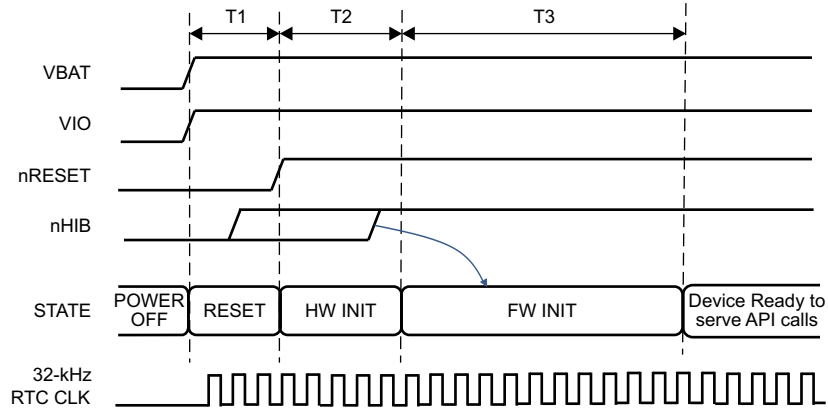 T1 T2 T3
VBAT
VIO
nRESET
nHIB
STATE
POWER
OFF
RESET
HW INIT
FW INIT
Device Ready to
serve API calls
32-kHz
RTC CLK